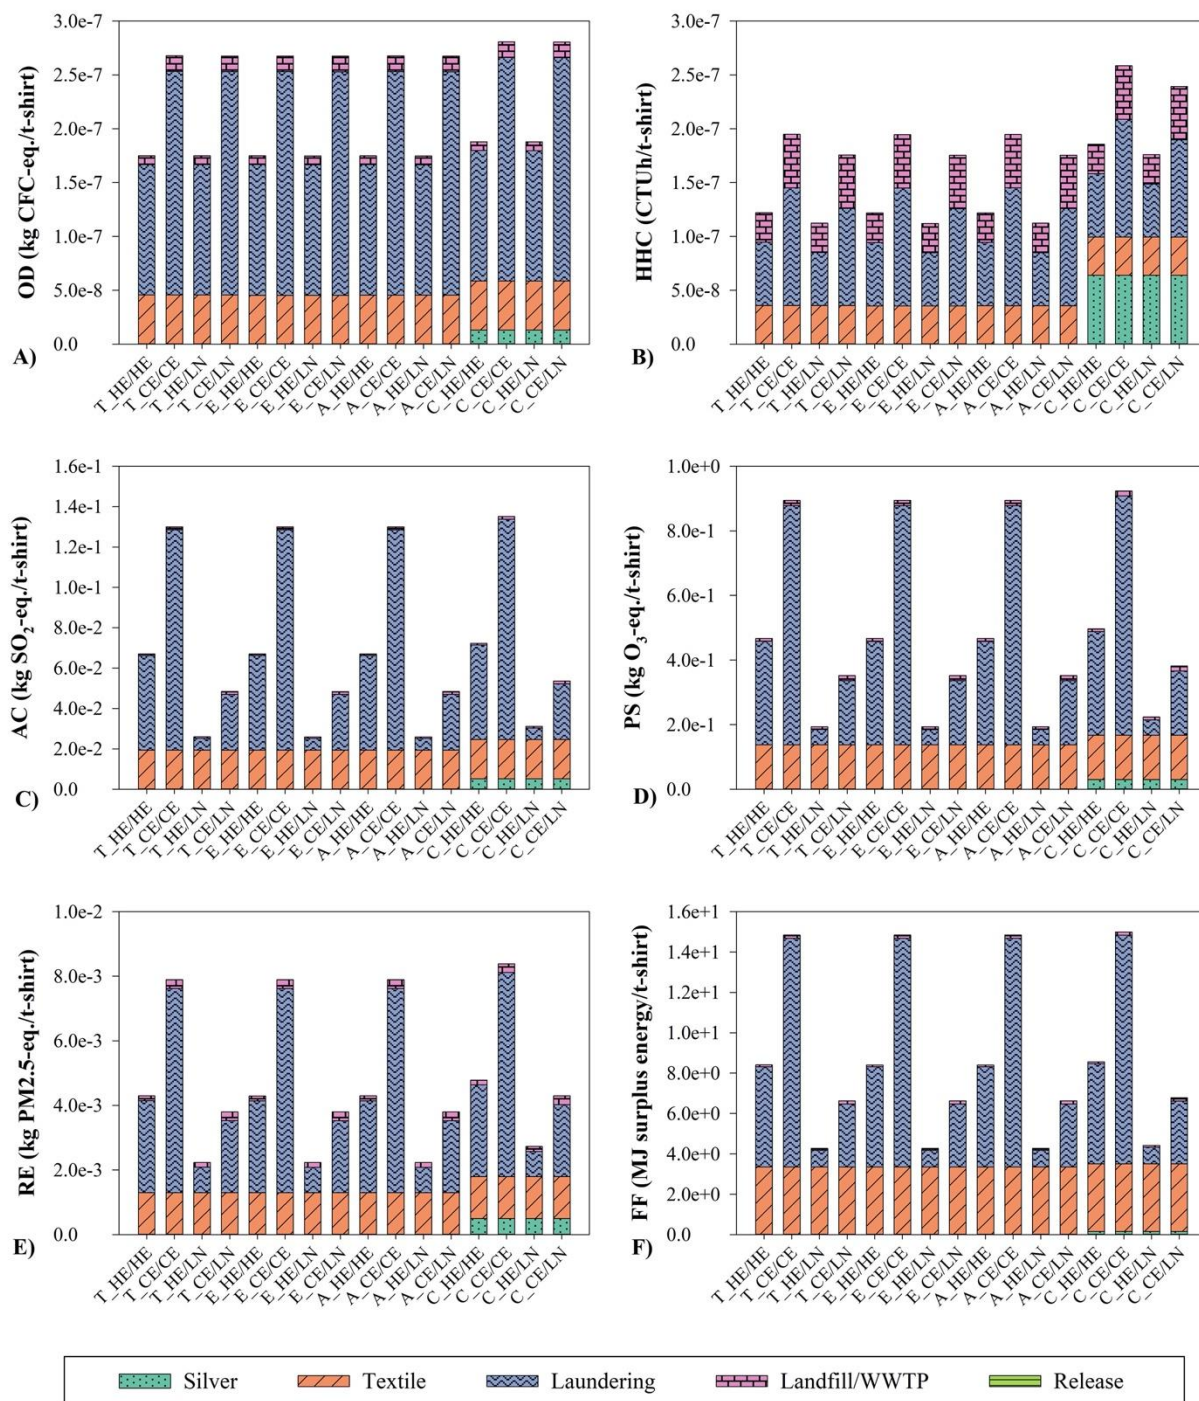 3.0e-7
2.5e-7
2.0e-7
1.5e-7
1.0e-7
5.0e-8
0.0
OD (kg CFC-eq./t-shirt)
A)
T_HE/HE
T_CE/CE
T_HE/LN
T_CE/LN
E_HE/HE
E_CE/CE
E_HE/LN
E_CE/LN
A_HE/HE
A_CE/CE
A_HE/LN
A_CE/LN
C_HE/HE
C_CE/CE
C_HE/LN
C_CE/LN
3.0e-7
2.5e-7
2.0e-7
1.5e-7
1.0e-7
5.0e-8
0.0
HHC (CTUh/t-shirt)
B)
T_HE/HE
T_CE/CE
T_HE/LN
T_CE/LN
E_HE/HE
E_CE/CE
E_HE/LN
E_CE/LN
A_HE/HE
A_CE/CE
A_HE/LN
A_CE/LN
C_HE/HE
C_CE/CE
C_HE/LN
C_CE/LN
1.6e-1
1.4e-1
1.2e-1
1.0e-1
8.0e-2
6.0e-2
4.0e-2
2.0e-2
0.0
AC (kg SO₂-eq./t-shirt)
C)
T_HE/HE
T_CE/CE
T_HE/LN
T_CE/LN
E_HE/HE
E_CE/CE
E_HE/LN
E_CE/LN
A_HE/HE
A_CE/CE
A_HE/LN
A_CE/LN
C_HE/HE
C_CE/CE
C_HE/LN
C_CE/LN
1.0e+0
8.0e-1
6.0e-1
4.0e-1
2.0e-1
0.0
PS (kg O₃-eq./t-shirt)
D)
T_HE/HE
T_CE/CE
T_HE/LN
T_CE/LN
E_HE/HE
E_CE/CE
E_HE/LN
E_CE/LN
A_HE/HE
A_CE/CE
A_HE/LN
A_CE/LN
C_HE/HE
C_CE/CE
C_HE/LN
C_CE/LN
1.0e-2
8.0e-3
6.0e-3
4.0e-3
2.0e-3
0.0
RE (kg PM2.5-eq./t-shirt)
E)
T_HE/HE
T_CE/CE
T_HE/LN
T_CE/LN
E_HE/HE
E_CE/CE
E_HE/LN
E_CE/LN
A_HE/HE
A_CE/CE
A_HE/LN
A_CE/LN
C_HE/HE
C_CE/CE
C_HE/LN
C_CE/LN
1.6e+1
1.4e+1
1.2e+1
1.0e+1
8.0e+0
6.0e+0
4.0e+0
2.0e+0
0.0
FF (MJ surplus energy/t-shirt)
F)
T_HE/HE
T_CE/CE
T_HE/LN
T_CE/LN
E_HE/HE
E_CE/CE
E_HE/LN
E_CE/LN
A_HE/HE
A_CE/CE
A_HE/LN
A_CE/LN
C_HE/HE
C_CE/CE
C_HE/LN
C_CE/LN
Silver Textile Laundering Landfill/WWTP Release